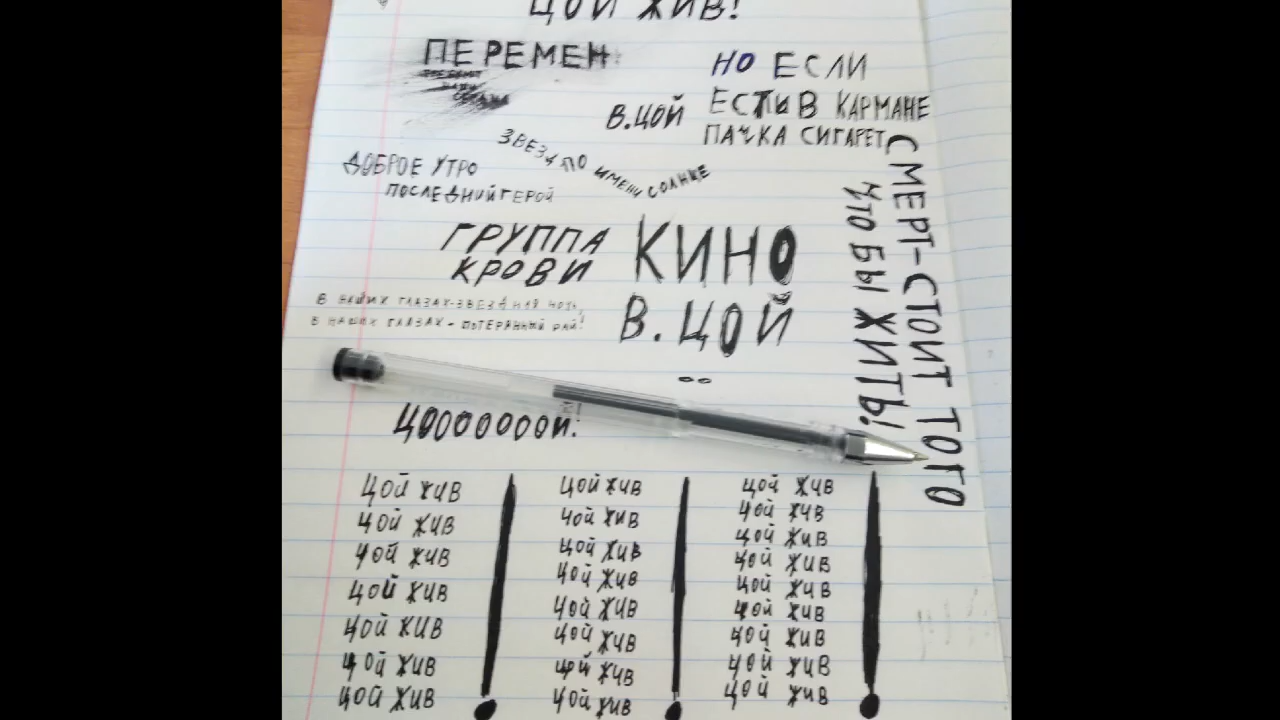 ЦОЙ ЖИВ!
ПЕРЕМЕН
НО ЕСЛИ
ЕСТЬ В КАРМАНЕ
ПАЧКА СИГАРЕТ
В.ЦОЙ
ЗВЕЗДА ПО ИМЕНИ СОЛНЦЕ
ДОБРОЕ УТРО
ПОСЛЕДНИЙ ГЕРОЙ
СМЕРТ-СТОИТ ТОГО
ЧТО БЫ ЖИТЬ!
ГРУППА
КРОВИ
КИНО
В. ЦОЙ
В НАШИХ ГЛАЗАХ-ЗВЕЗДНАЯ НОЧЬ,
В НАШИХ ГЛАЗАХ-ПОТЕРЯННЫЙ РАЙ!
ЦОООООООЙ!
ЦОЙ ЖИВ
ЦОЙ ЖИВ
ЦОЙ ЖИВ
ЦОЙ ЖИВ
ЦОЙ ЖИВ
ЦОЙ ЖИВ
ЦОЙ ЖИВ
!
ЦОЙ ЖИВ
ЦОЙ ЖИВ
ЦОЙ ЖИВ
ЦОЙ ЖИВ
ЦОЙ ЖИВ
ЦОЙ ЖИВ
ЦОЙ ЖИВ
ЦОЙ ЖИВ
!
ЦОЙ ЖИВ
ЦОЙ ЖИВ
ЦОЙ ЖИВ
ЦОЙ ЖИВ
ЦОЙ ЖИВ
ЦОЙ ЖИВ
ЦОЙ ЖИВ
ЦОЙ ЖИВ
ЦОЙ ЖИВ
!